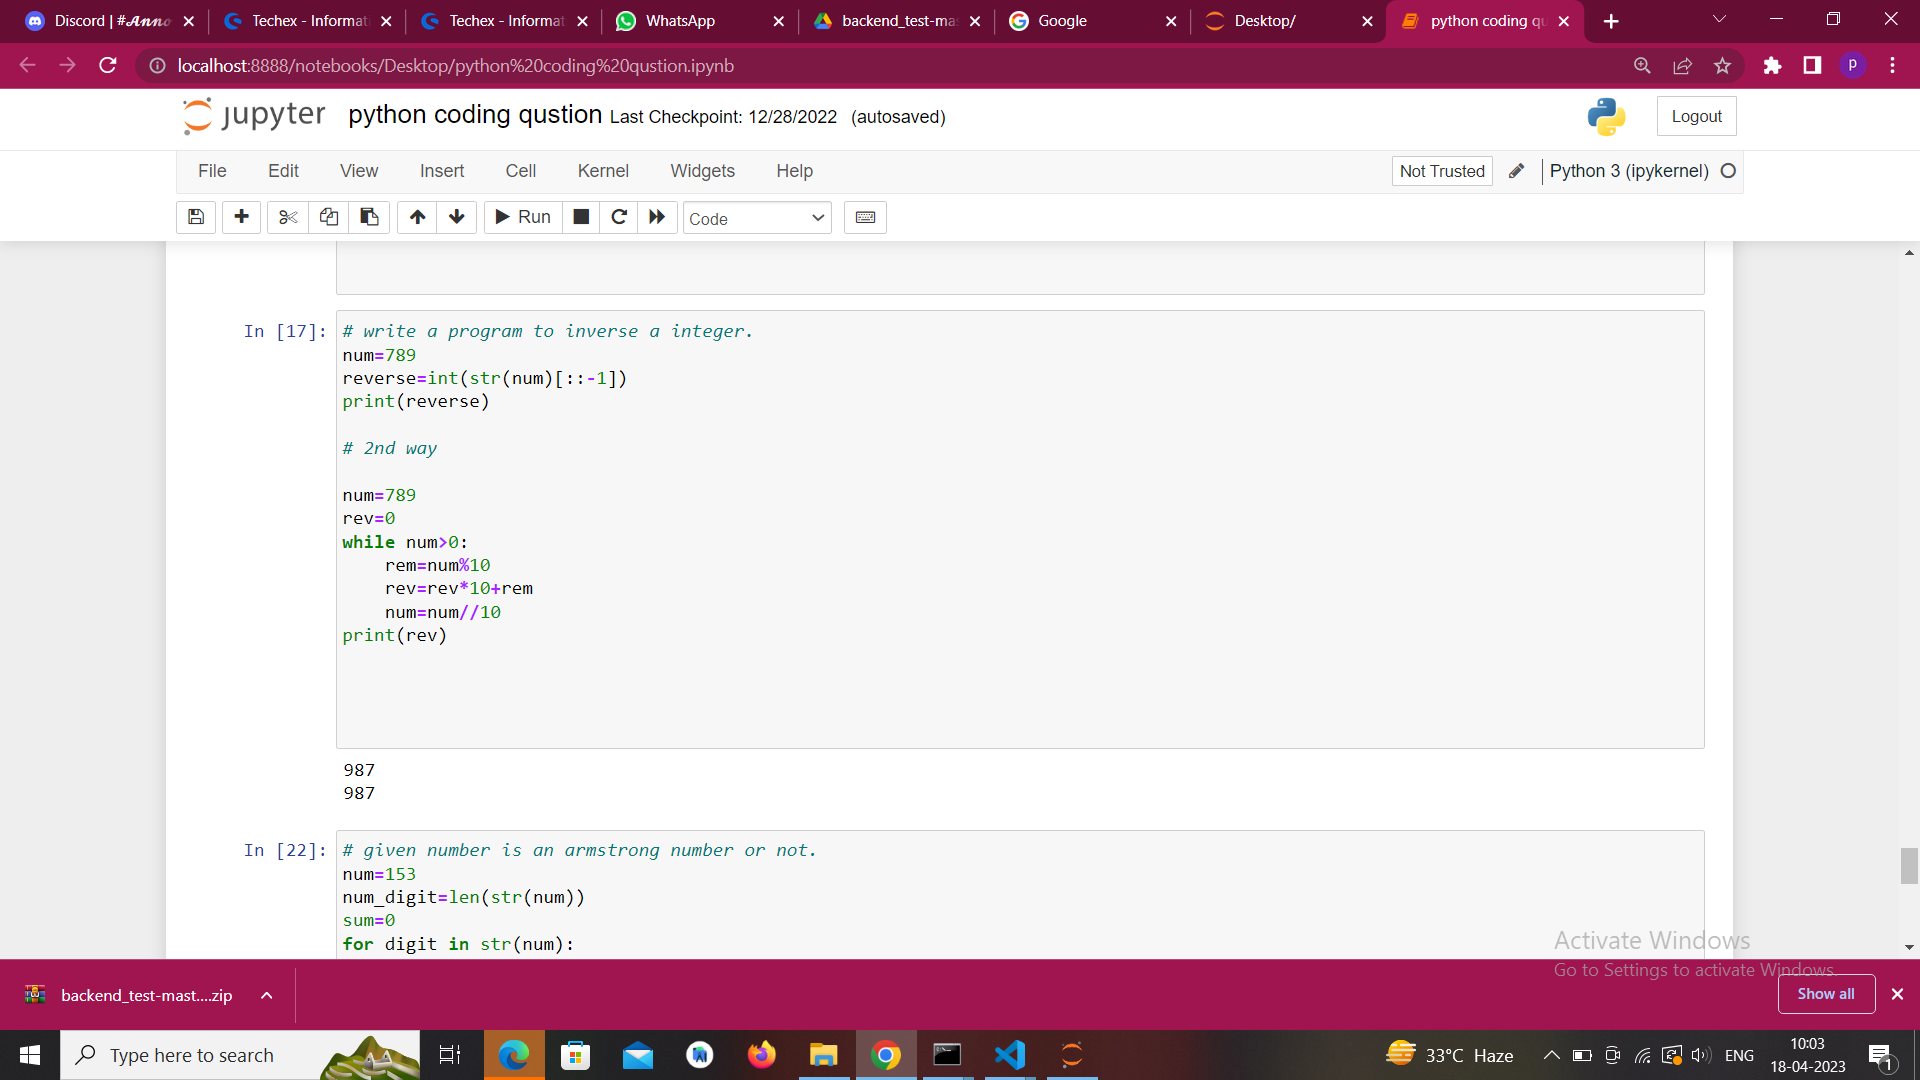 Discord | #𝓐𝓷𝓷𝓸
Techex - Informati
Techex - Informat
WhatsApp
backend_test-mas
Google
Desktop/
python coding qu
localhost:8888/notebooks/Desktop/python%20coding%20qustion.ipynb
P
jupyter python coding qustion Last Checkpoint: 12/28/2022 (autosaved)
Logout
File Edit View Insert Cell Kernel Widgets Help
Not Trusted
Python 3 (ipykernel)
Run
Code
In [17]: # write a program to inverse a integer.
num=789
reverse=int(str(num)[::-1])
print(reverse)
# 2nd way
num=789
rev=0
while num>0:
rem=num%10
rev=rev*10+rem
num=num//10
print(rev)
987
987
In [22]: # given number is an armstrong number or not.
num=153
num_digit=len(str(num))
sum=0
for digit in str(num):
Activate Windows
Go to Settings to activate Windows.
backend_test-mast....zip
Show all
Type here to search
33°C Haze
ENG
10:03
18-04-2023
1